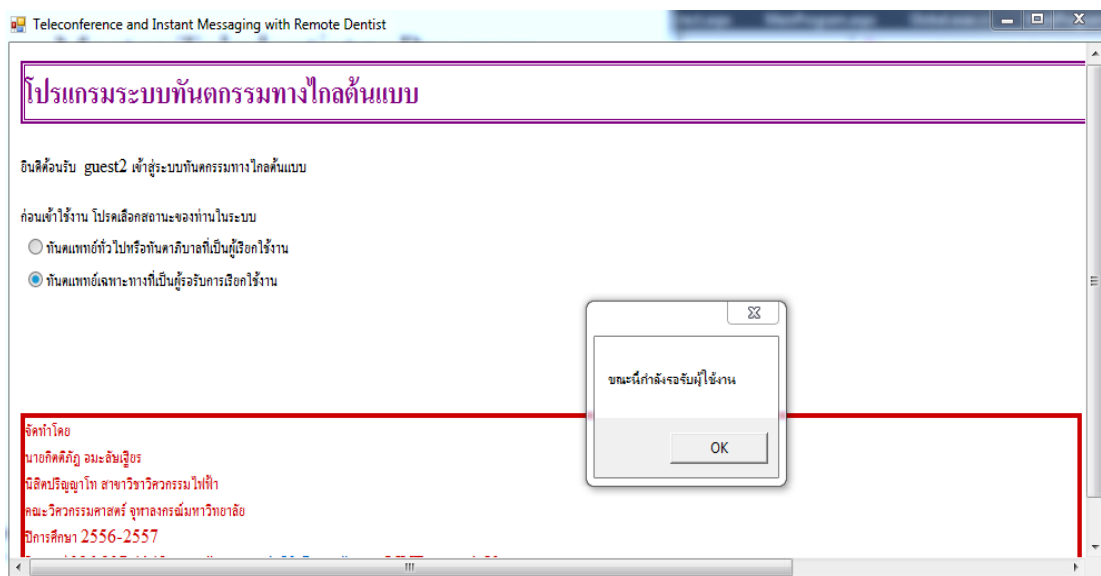 Teleconference and Instant Messaging with Remote Dentist
โปรแกรมระบบทันตกรรมทางไกลต้นแบบ
ยินดีต้อนรับ guest2 เข้าสู่ระบบทันตกรรมทางไกลต้นแบบ
ก่อนเข้าใช้งาน โปรดเลือกสถานะของท่านในระบบ
ทันตแพทย์ทั่วไปหรือทันตาภิบาลที่เป็นผู้เรียกใช้งาน
ทันตแพทย์เฉพาะทางที่เป็นผู้รอรับการเรียกใช้งาน
ขณะนี้กำลังรอรับผู้ใช้งาน
OK
จัดทำโดย
นายกิตติภัฎ อมะลัษเฐียร
นิสิตปริญญาโท สาขาวิชาวิศวกรรมไฟฟ้า
คณะวิศวกรรมศาสตร์ จุฬาลงกรณ์มหาวิทยาลัย
ปีการศึกษา 2556-2557